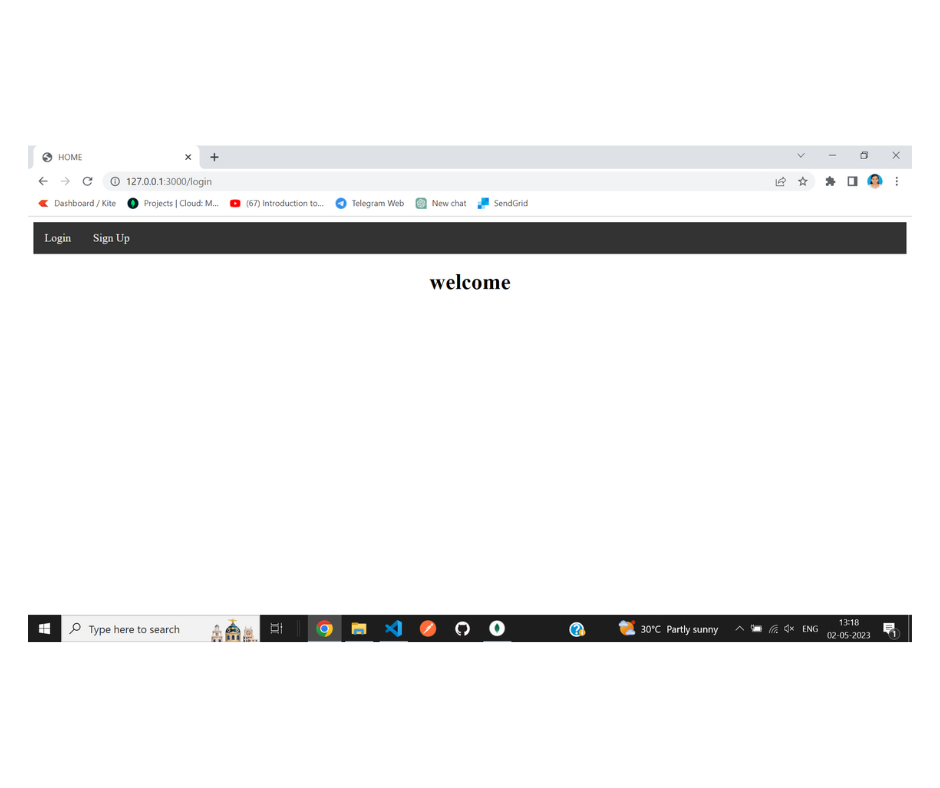 HOME
127.0.0.1:3000/login
Dashboard / Kite Projects | Cloud: M... (67) Introduction to... Telegram Web New chat SendGrid
Login Sign Up
welcome
Type here to search 30°C Partly sunny ENG 13:18
02-05-2023 1